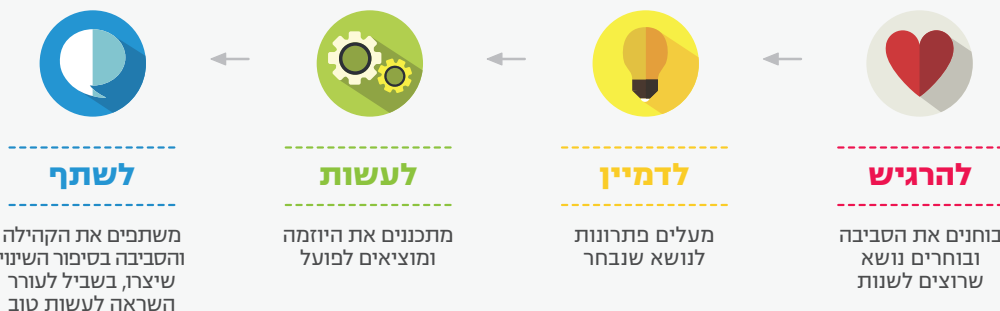 להרגיש
בוחנים את הסביבה
ובוחרים נושא
שרוצים לשנות
לדמיין
מעלים פתרונות
לנושא שנבחר
לעשות
מתכננים את היוזמה
ומוציאים לפועל
לשתף
משתפים את הקהילה
והסביבה בסיפור השינוי
שיצרו, בשביל לעורר
השראה לעשות טוב